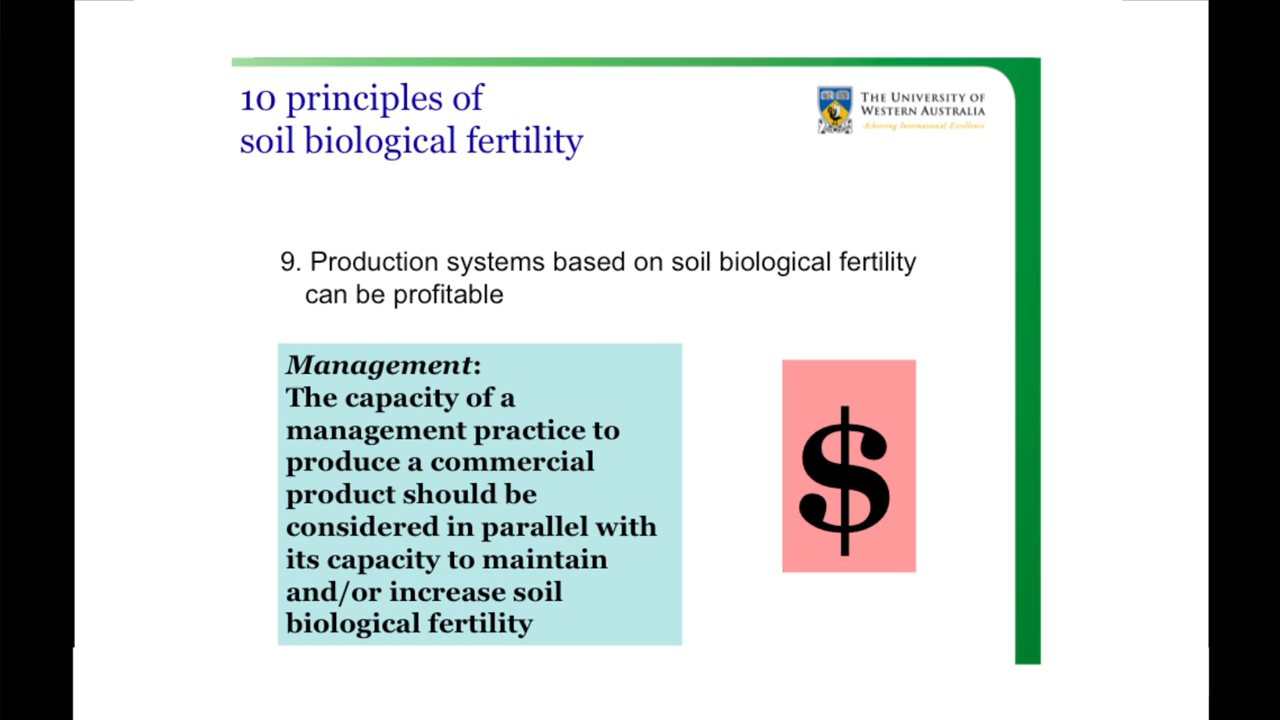 10 principles of
soil biological fertility
THE UNIVERSITY OF
WESTERN AUSTRALIA
Achieving International Excellence
9. Production systems based on soil biological fertility
can be profitable
Management:
The capacity of a
management practice to
produce a commercial
product should be
considered in parallel with
its capacity to maintain
and/or increase soil
biological fertility
$